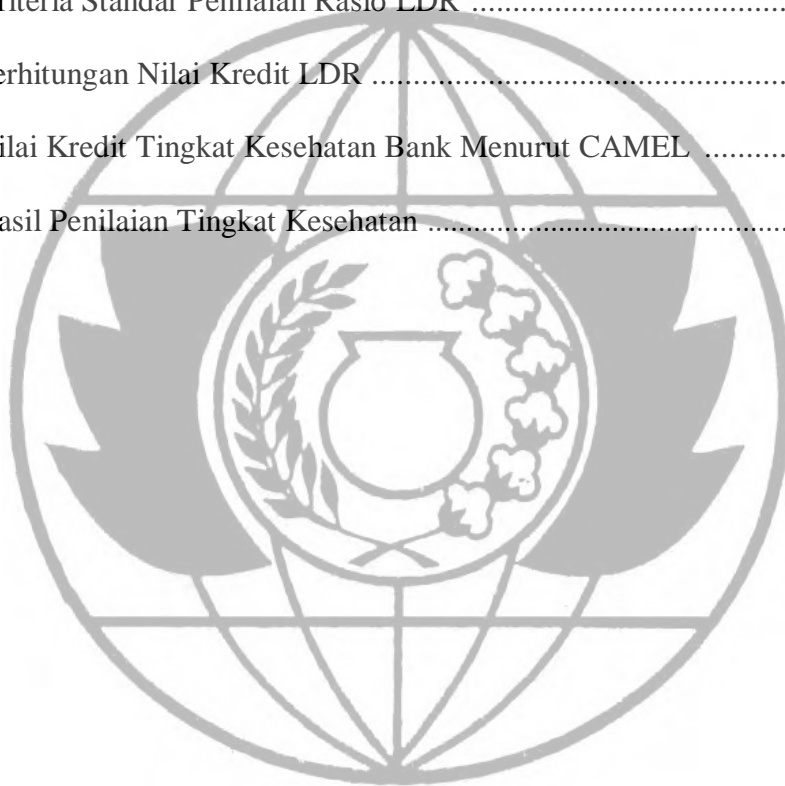 riteria Standar Penilaian Rasio LDR ....................................
erhitungan Nilai Kredit LDR ...................................................
ilai Kredit Tingkat Kesehatan Bank Menurut CAMEL ..........
asil Penilaian Tingkat Kesehatan .............................................